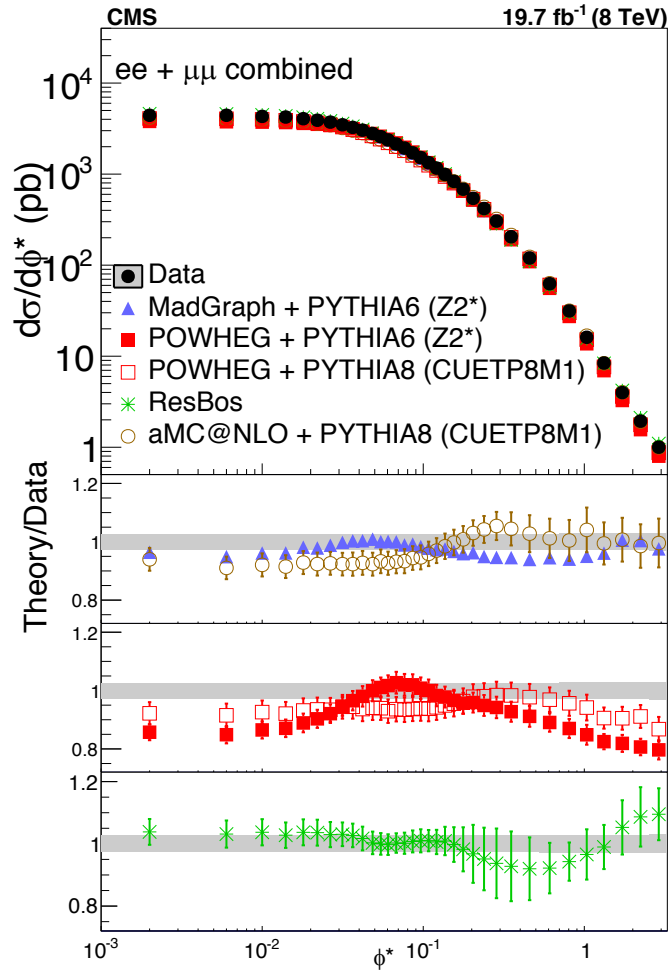 CMS 19.7 fb⁻¹ (8 TeV)
ee + μμ combined
dσ/dϕ* (pb)
10⁴
10³
10²
10
1
Data
MadGraph + PYTHIA6 (Z2*)
POWHEG + PYTHIA6 (Z2*)
POWHEG + PYTHIA8 (CUETP8M1)
ResBos
aMC@NLO + PYTHIA8 (CUETP8M1)
Theory/Data
1.2
1
0.8
1.2
1
0.8
1.2
1
0.8
10⁻³ 10⁻² 10⁻¹ 1
ϕ*